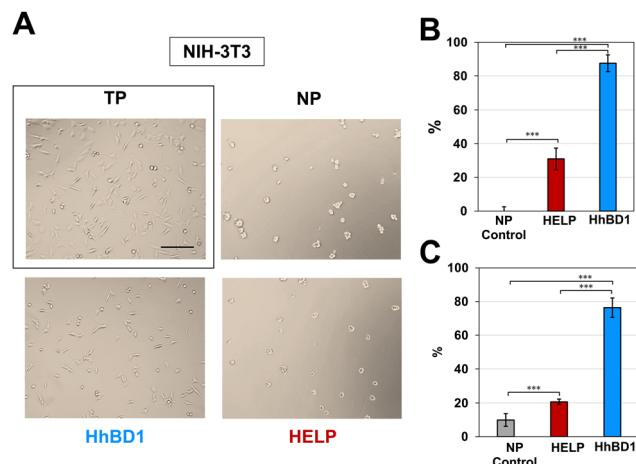 A
NIH-3T3
TP
NP
HhBD1
HELP
B
100
80
60
40
20
0
%
***
***
***
NP
Control
HELP
HhBD1
C
100
80
60
40
20
0
%
***
***
***
NP
Control
HELP
HhBD1